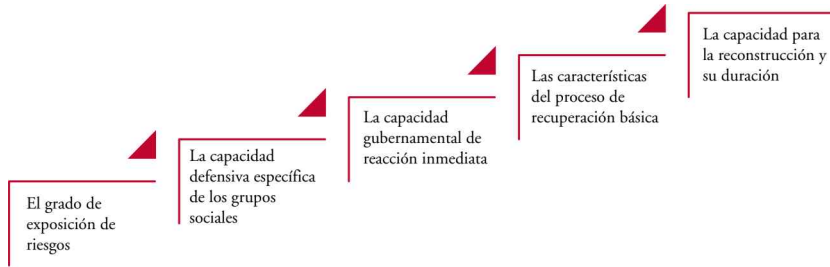 El grado de
exposición de
riesgos
La capacidad
defensiva específica
de los grupos
sociales
La capacidad
gubernamental de
reacción inmediata
Las características
del proceso de
recuperación básica
La capacidad para
la reconstrucción y
su duración